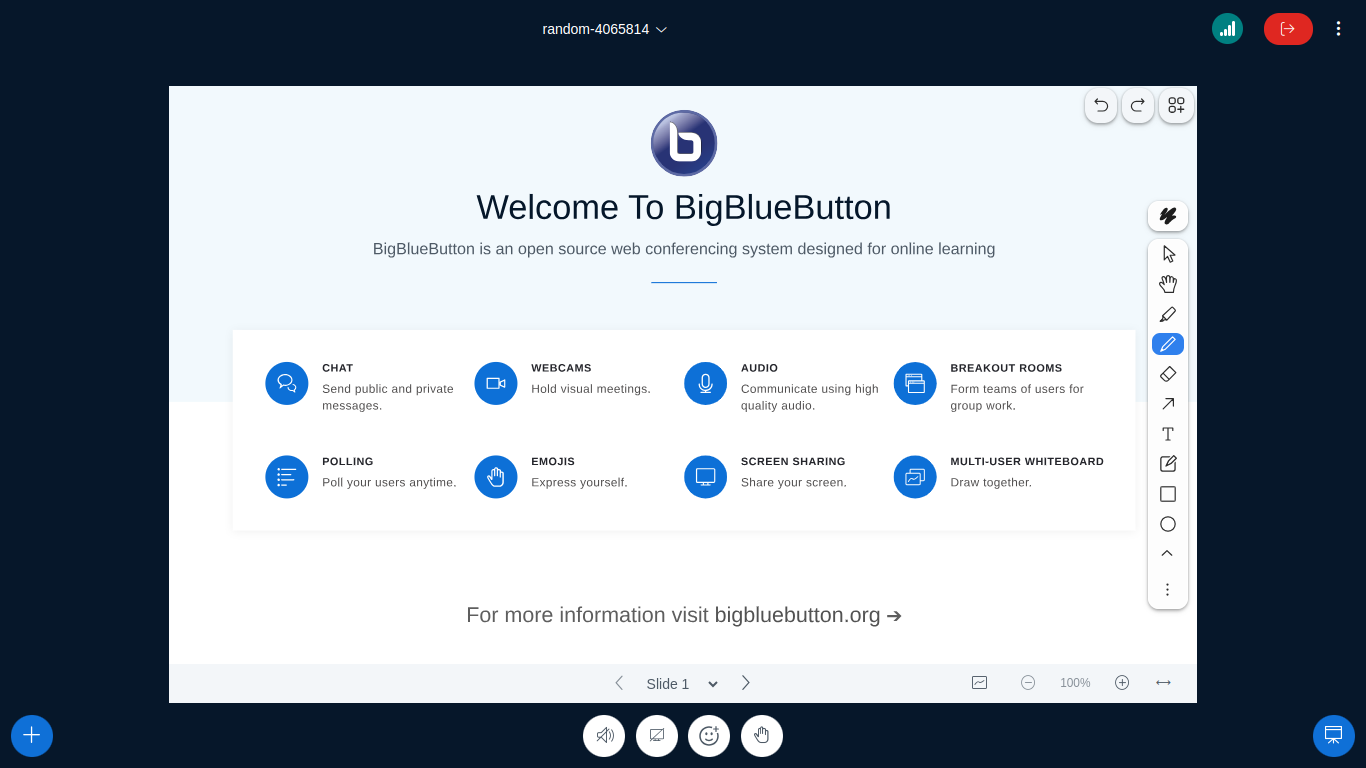 random-4065814
Welcome To BigBlueButton
BigBlueButton is an open source web conferencing system designed for online learning
CHAT
Send public and private
messages.
WEBCAMS
Hold visual meetings.
AUDIO
Communicate using high
quality audio.
BREAKOUT ROOMS
Form teams of users for
group work.
POLLING
Poll your users anytime.
EMOJIS
Express yourself.
SCREEN SHARING
Share your screen.
MULTI-USER WHITEBOARD
Draw together.
For more information visit bigbluebutton.org ➔
Slide 1
100%